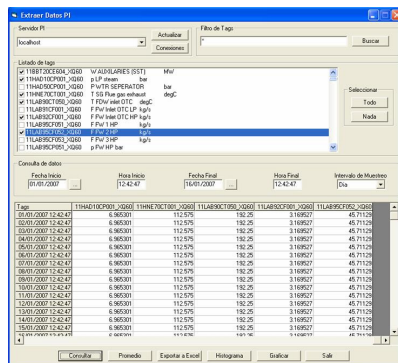 Extraer Datos PI
Servidor PI
localhost
Actualizar
Conexiones
Filtro de Tags
*
Buscar
Listado de tags
11BBT20CE604_XQ60 W AUXILARIES (SST) MW
11HAD10CP001_XQ60 p LP steam bar
11HAD50CP001_XQ60 P WTR SEPERATOR bar
11HNE70CT001_XQ60 T SG Flue gas exhaust degC
11LAB90CT050_XQ60 T FDW inlet OTC degC
11LAB91CF001_XQ60 F FW Inlet OTC LP kg/s
11LAB92CF001_XQ60 F FW Inlet OTC HP kg/s
11LAB95CF051_XQ60 F FW 1 HP kg/s
11LAB95CF052_XQ60 F FW 2 HP kg/s
11LAB95CF053_XQ60 F FW 3 HP kg/s
11LAB95CP051_XQ60 p FW HP bar
Seleccionar
Todo
Nada
Consulta de datos
Fecha Inicio Hora Inicio Fecha Final Hora Final Intervalo de Muestreo
01/01/2007 ... 12:42:47 16/01/2007 ... 12:42:47 Dia
Tags 11HAD10CP001_XQ60 11HNE70CT001_XQ60 11LAB90CT050_XQ60 11LAB92CF001_XQ60 11LAB95CF052_XQ60
01/01/2007 12:42:47 6.965301 112.575 192.25 3.169527 45.71129
02/01/2007 12:42:47 6.965301 112.575 192.25 3.169527 45.71129
03/01/2007 12:42:47 6.965301 112.575 192.25 3.169527 45.71129
04/01/2007 12:42:47 6.965301 112.575 192.25 3.169527 45.71129
05/01/2007 12:42:47 6.965301 112.575 192.25 3.169527 45.71129
06/01/2007 12:42:47 6.965301 112.575 192.25 3.169527 45.71129
07/01/2007 12:42:47 6.965301 112.575 192.25 3.169527 45.71129
08/01/2007 12:42:47 6.965301 112.575 192.25 3.169527 45.71129
09/01/2007 12:42:47 6.965301 112.575 192.25 3.169527 45.71129
10/01/2007 12:42:47 6.965301 112.575 192.25 3.169527 45.71129
11/01/2007 12:42:47 6.965301 112.575 192.25 3.169527 45.71129
12/01/2007 12:42:47 6.965301 112.575 192.25 3.169527 45.71129
13/01/2007 12:42:47 6.965301 112.575 192.25 3.169527 45.71129
14/01/2007 12:42:47 6.965301 112.575 192.25 3.169527 45.71129
15/01/2007 12:42:47 6.965301 112.575 192.25 3.169527 45.71129
Consultar Promedio Exportar a Excel Histograma Graficar Salir